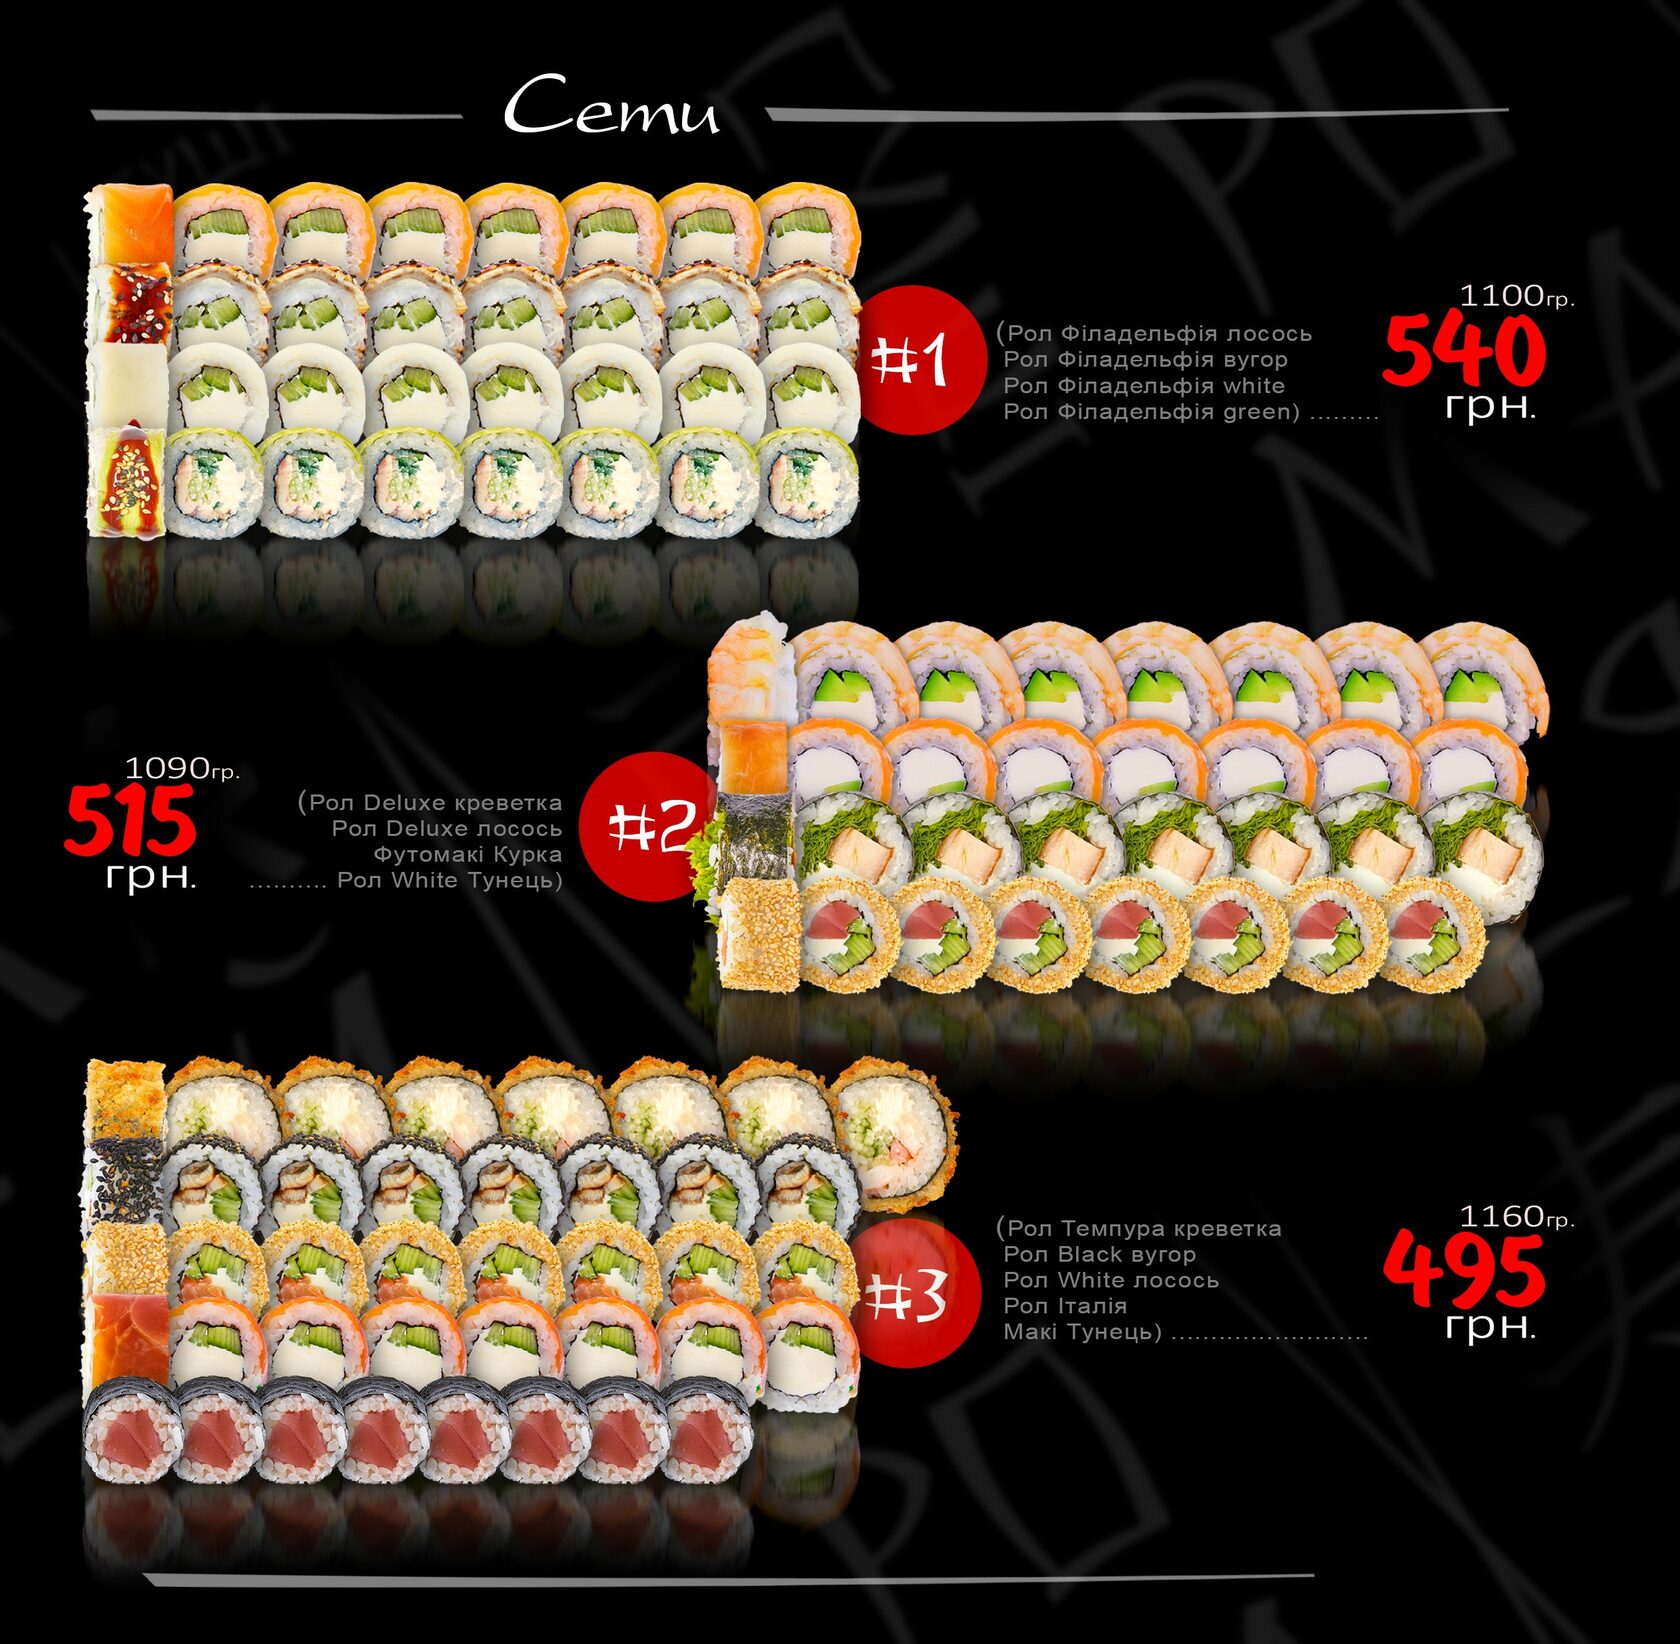 Сети
1100гр.
540
грн.
#1
(Рол Філадельфія лосось
Рол Філадельфія вугор
Рол Філадельфія white
Рол Філадельфія green) .........
1090гр.
515
грн.
(Рол Deluxe креветка
Рол Deluxe лосось
Футомакі Курка
.......... Рол White Тунець)
#2
#3
(Рол Темпура креветка
Рол Black вугор
Рол White лосось
Рол Італія
Макі Тунець) .........................
1160гр.
495
грн.